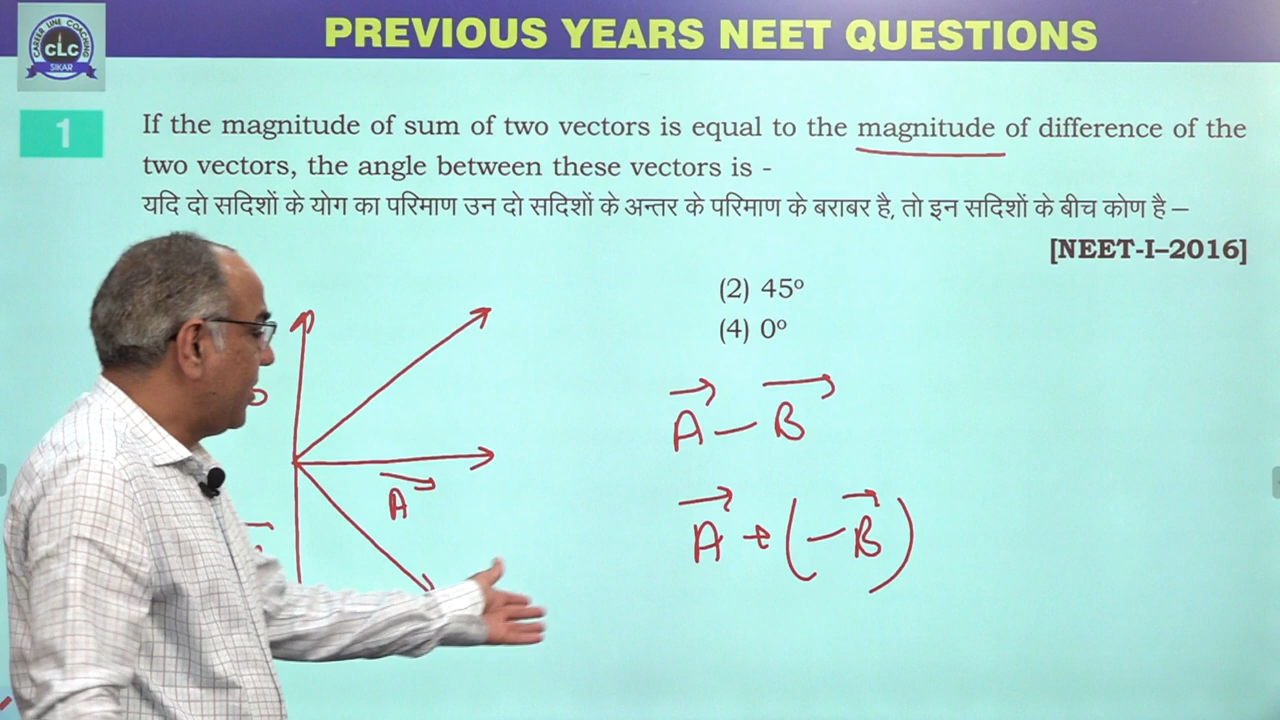 PREVIOUS YEARS NEET QUESTIONS
CAREER LINE COACHING
CLC
SIKAR
1
If the magnitude of sum of two vectors is equal to the magnitude of difference of the
two vectors, the angle between these vectors is -
यदि दो सदिशों के योग का परिमाण उन दो सदिशों के अन्तर के परिमाण के बराबर है, तो इन सदिशों के बीच कोण है –
[NEET-I–2016]
(2) 45º
(4) 0º
A – B
A
A + (–B)